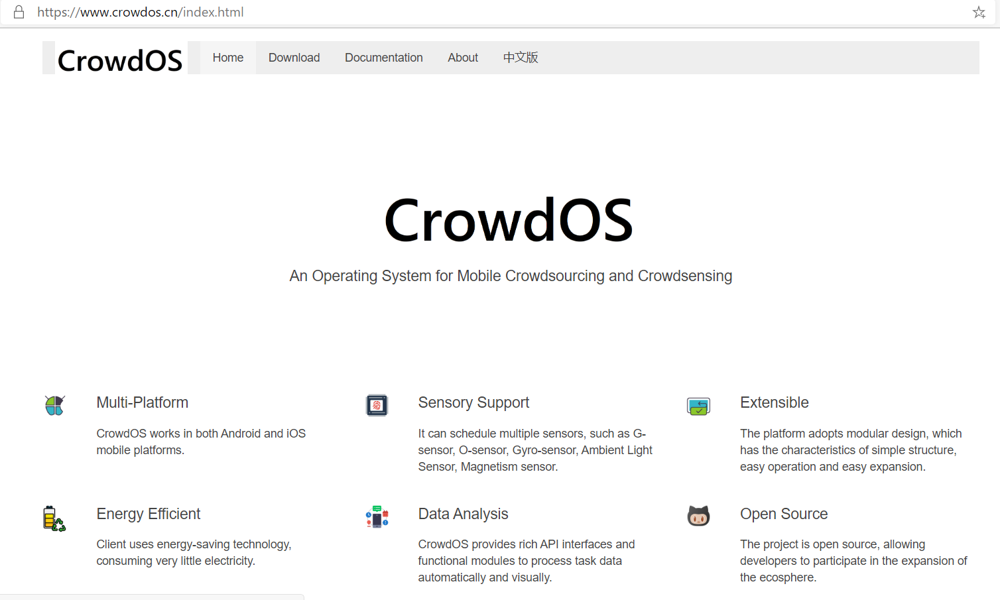 https://www.crowdos.cn/index.html
CrowdOS Home Download Documentation About 中文版
CrowdOS
An Operating System for Mobile Crowdsourcing and Crowdsensing
Multi-Platform
CrowdOS works in both Android and iOS
mobile platforms.
Sensory Support
It can schedule multiple sensors, such as G-
sensor, O-sensor, Gyro-sensor, Ambient Light
Sensor, Magnetism sensor.
Extensible
The platform adopts modular design, which
has the characteristics of simple structure,
easy operation and easy expansion.
Energy Efficient
Client uses energy-saving technology,
consuming very little electricity.
Data Analysis
CrowdOS provides rich API interfaces and
functional modules to process task data
automatically and visually.
Open Source
The project is open source, allowing
developers to participate in the expansion of
the ecosphere.